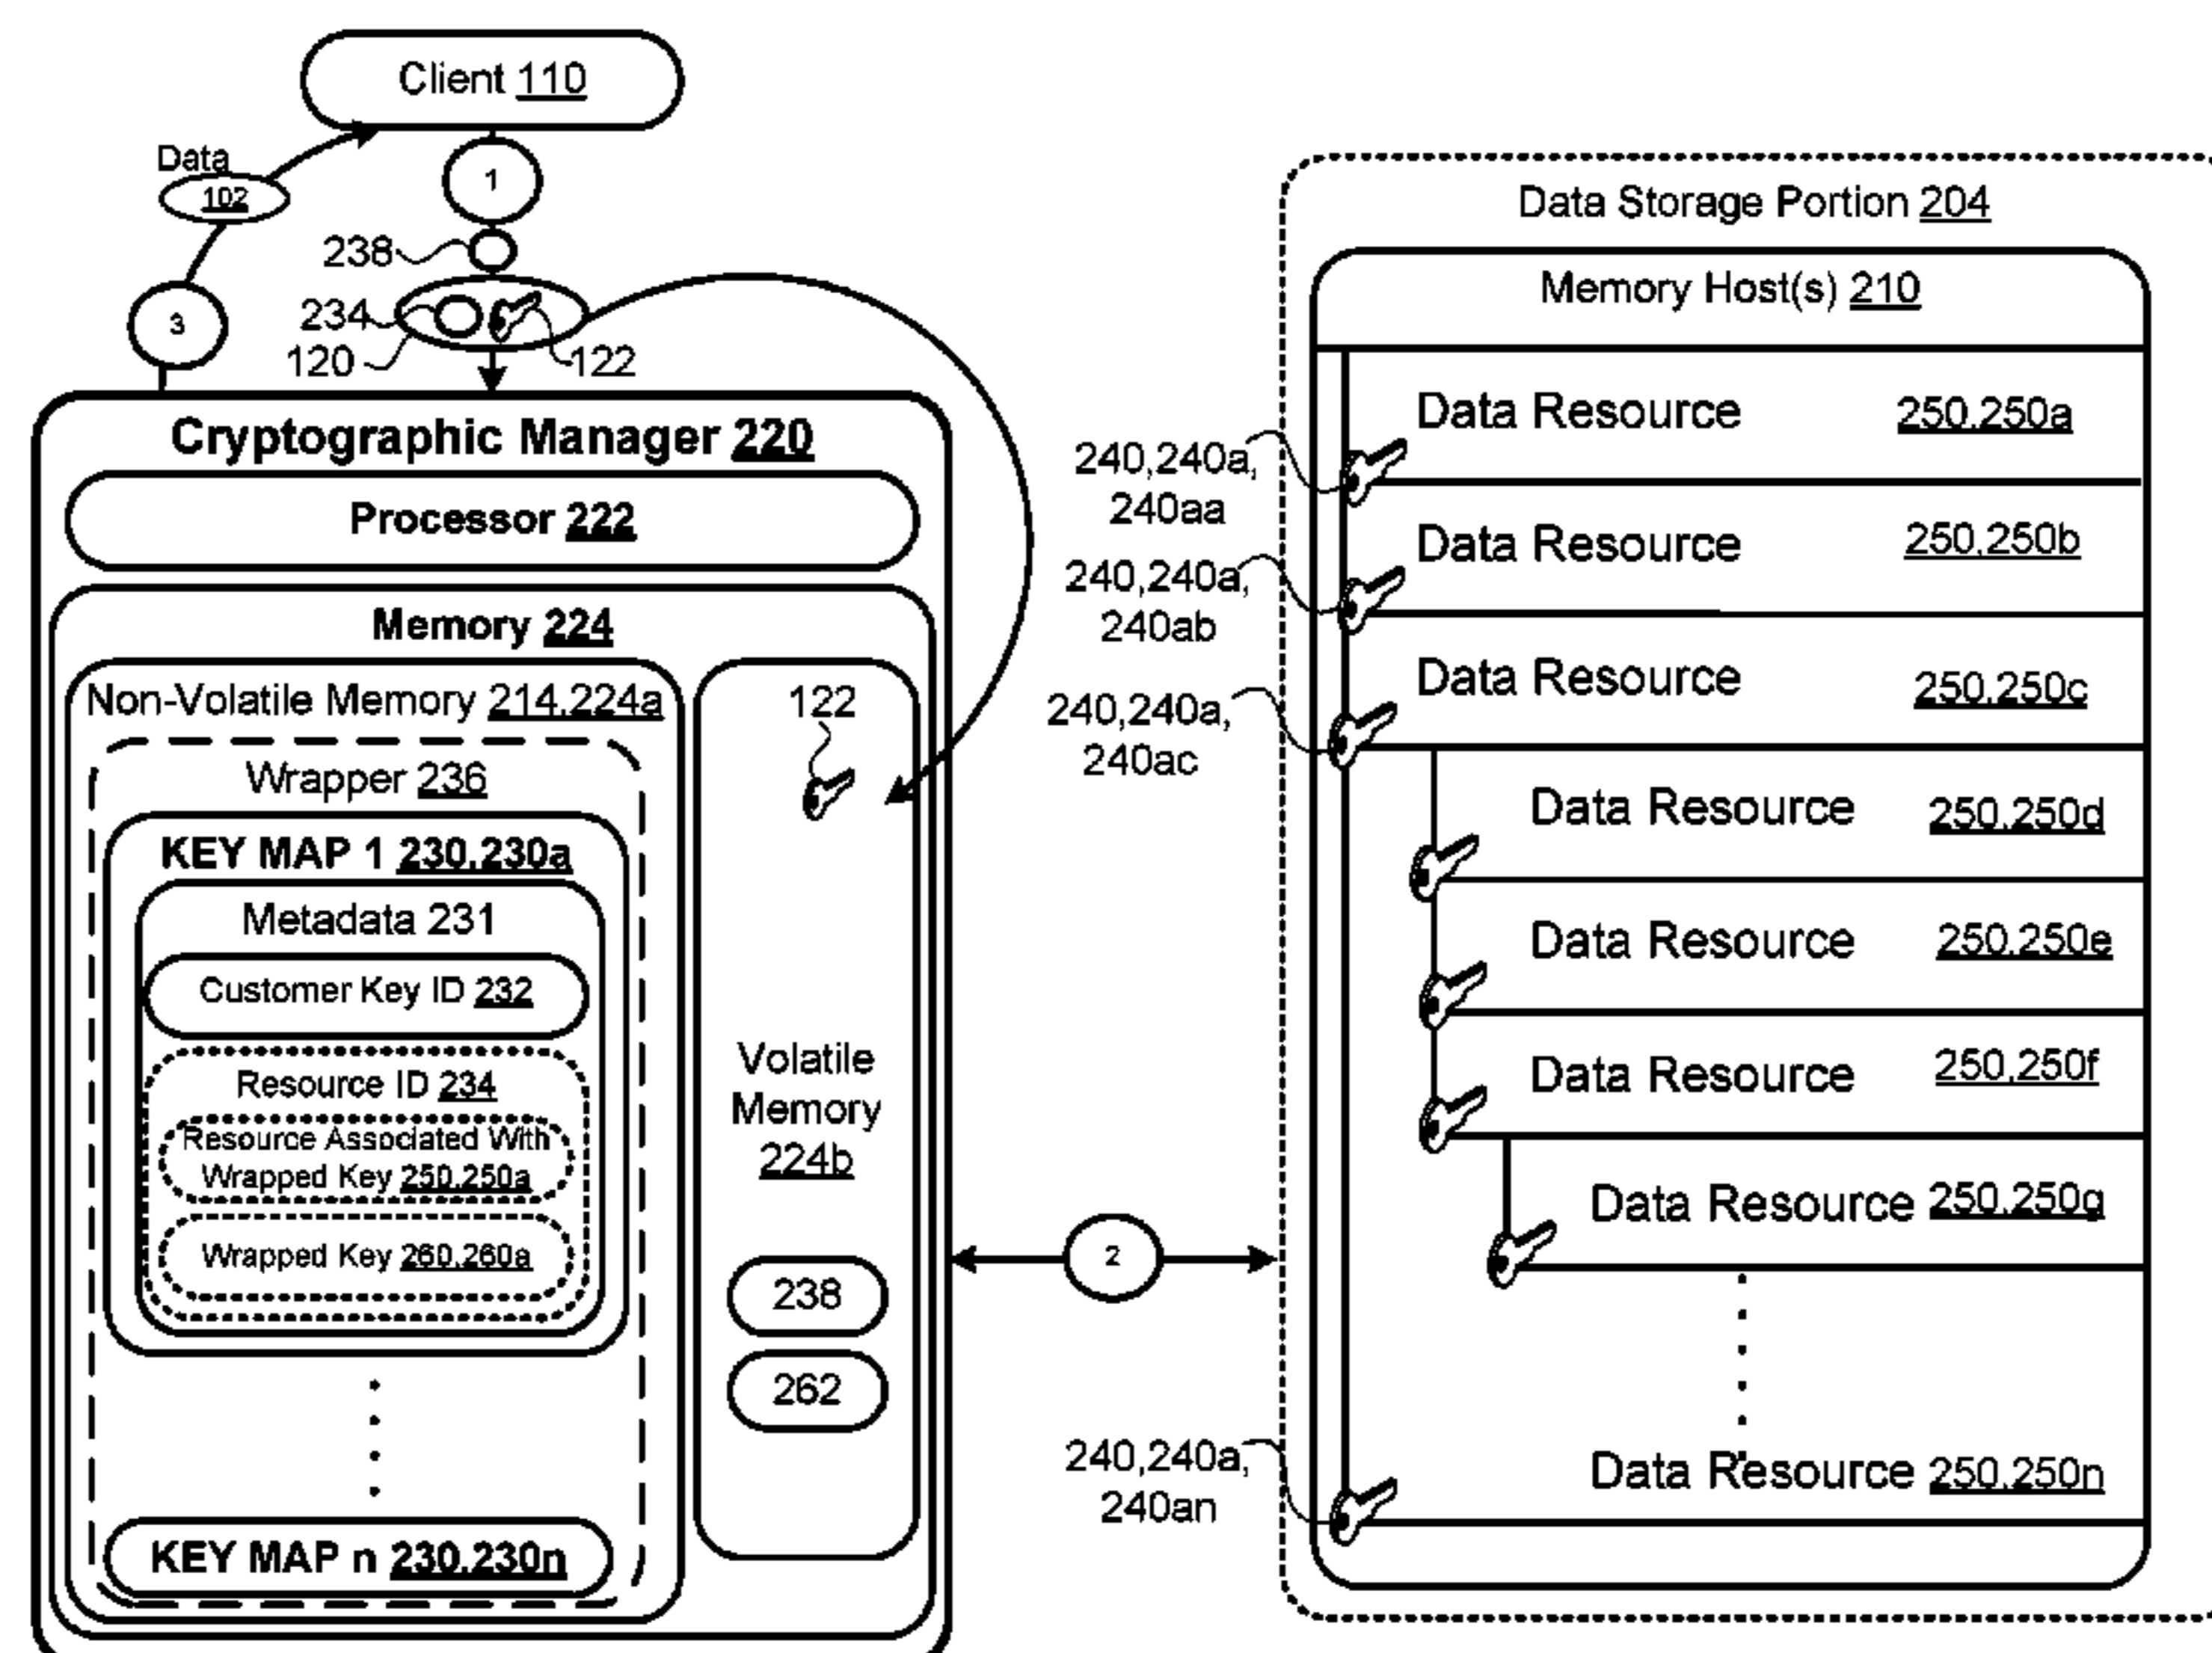 Client 110
Data
102
1
238
3
234
120
122
Cryptographic Manager 220
Processor 222
Memory 224
Non-Volatile Memory 214,224a
Wrapper 236
KEY MAP 1 230,230a
Metadata 231
Customer Key ID 232
Resource ID 234
Resource Associated With
Wrapped Key 250,250a
Wrapped Key 260,260a
KEY MAP n 230,230n
122
Volatile
Memory
224b
238
262
2
Data Storage Portion 204
Memory Host(s) 210
Data Resource 250,250a
240,240a,
240aa
Data Resource 250,250b
240,240a,
240ab
Data Resource 250,250c
240,240a,
240ac
Data Resource 250,250d
Data Resource 250,250e
Data Resource 250,250f
Data Resource 250,250g
Data Resource 250,250n
240,240a,
240an